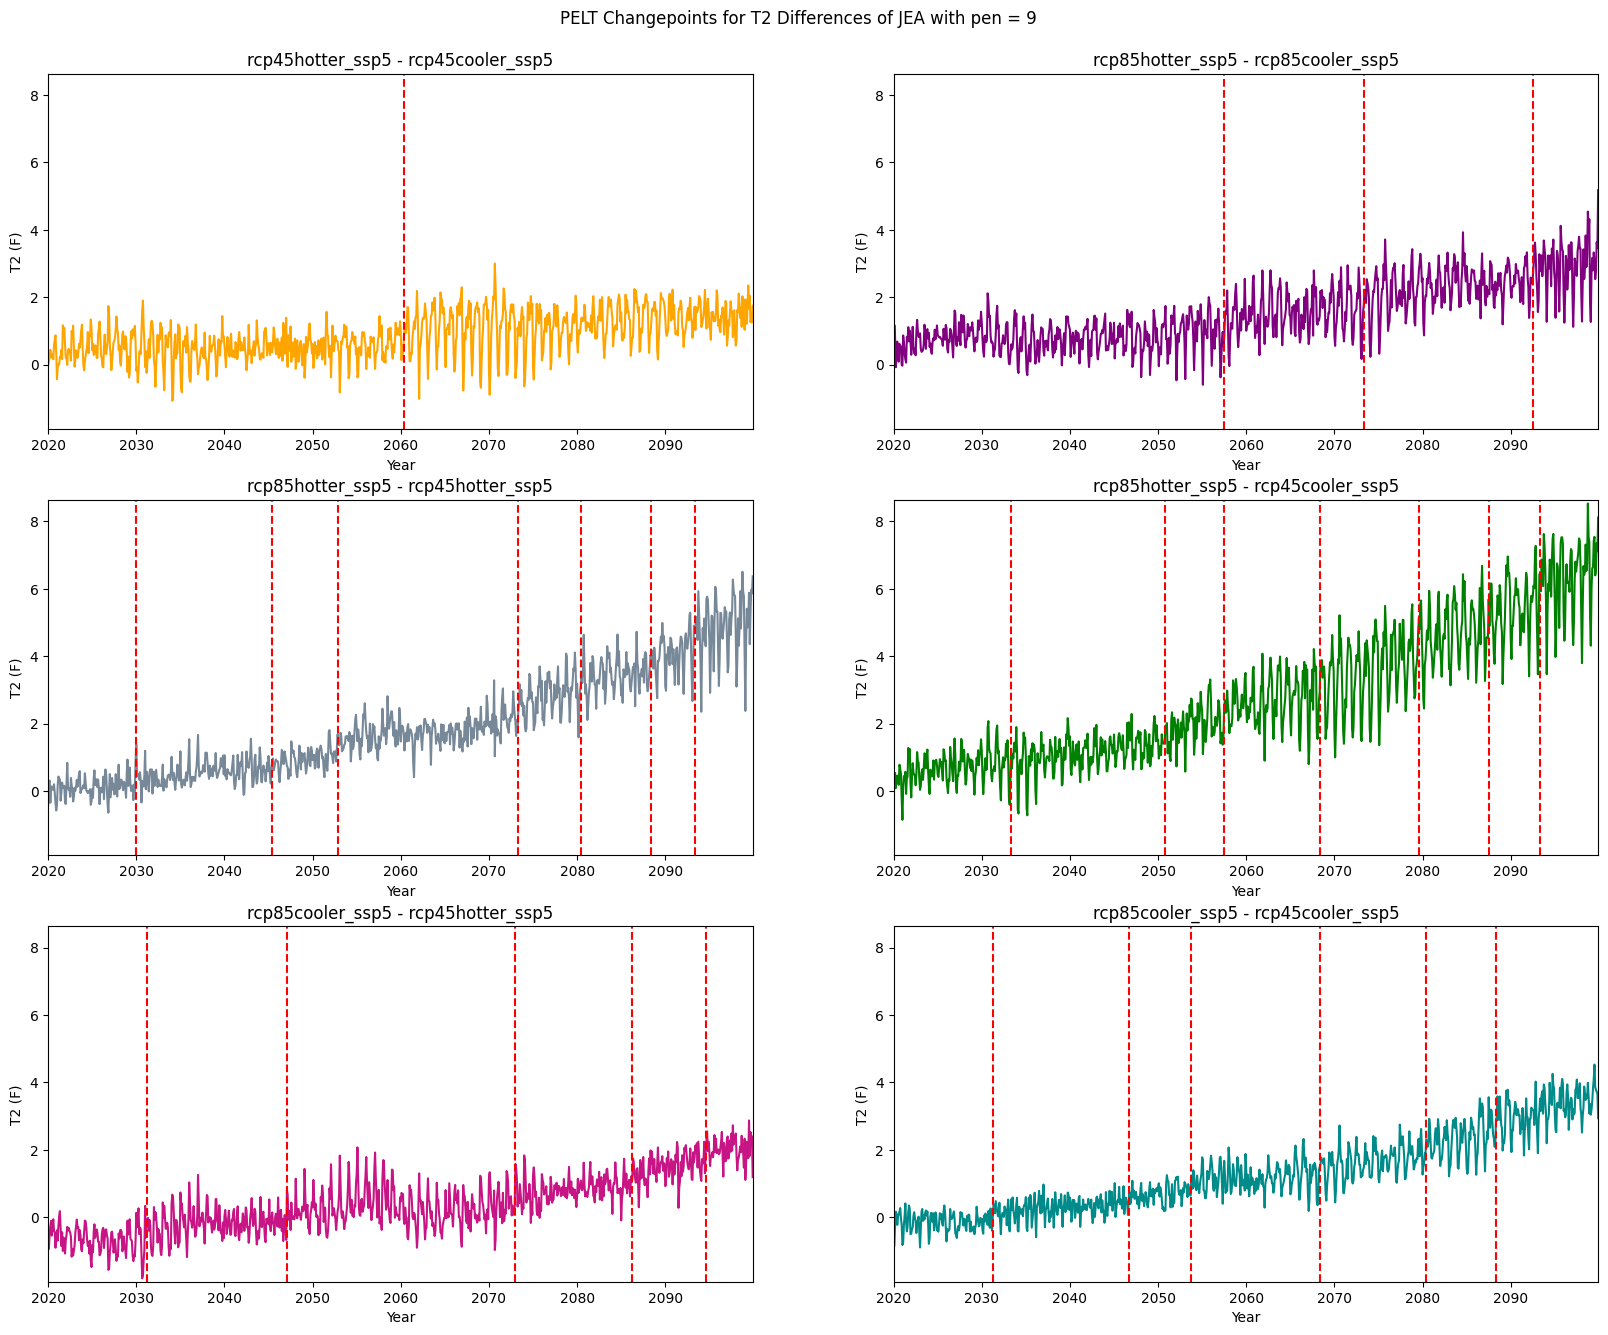 PELT Changepoints for T2 Differences of JEA with pen = 9
rcp45hotter_ssp5 - rcp45cooler_ssp5
8
6
4
2
0
T2 (F)
2020 2030 2040 2050 2060 2070 2080 2090
Year
rcp85hotter_ssp5 - rcp85cooler_ssp5
8
6
4
2
0
T2 (F)
2020 2030 2040 2050 2060 2070 2080 2090
Year
rcp85hotter_ssp5 - rcp45hotter_ssp5
8
6
4
2
0
T2 (F)
2020 2030 2040 2050 2060 2070 2080 2090
Year
rcp85hotter_ssp5 - rcp45cooler_ssp5
8
6
4
2
0
T2 (F)
2020 2030 2040 2050 2060 2070 2080 2090
Year
rcp85cooler_ssp5 - rcp45hotter_ssp5
8
6
4
2
0
T2 (F)
2020 2030 2040 2050 2060 2070 2080 2090
Year
rcp85cooler_ssp5 - rcp45cooler_ssp5
8
6
4
2
0
T2 (F)
2020 2030 2040 2050 2060 2070 2080 2090
Year